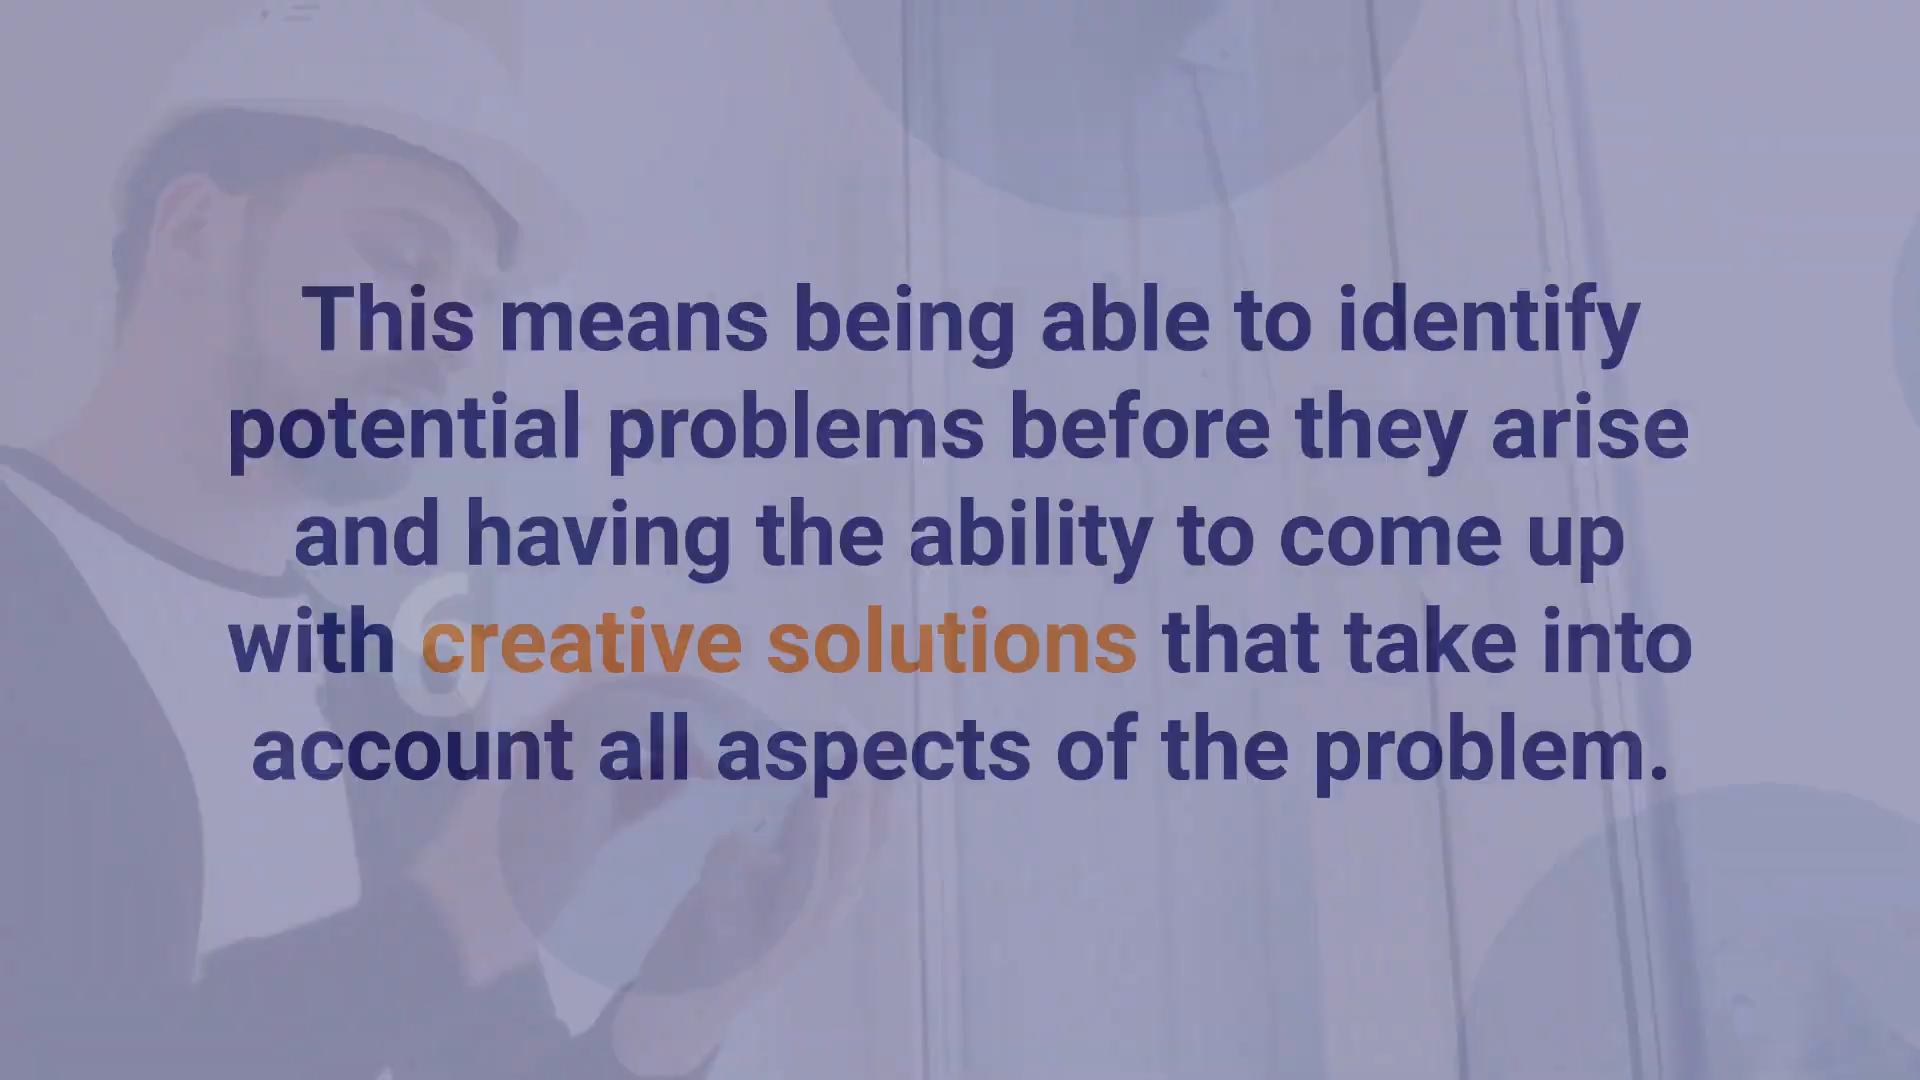 This means being able to identify
potential problems before they arise
and having the ability to come up
with creative solutions that take into
account all aspects of the problem.
6